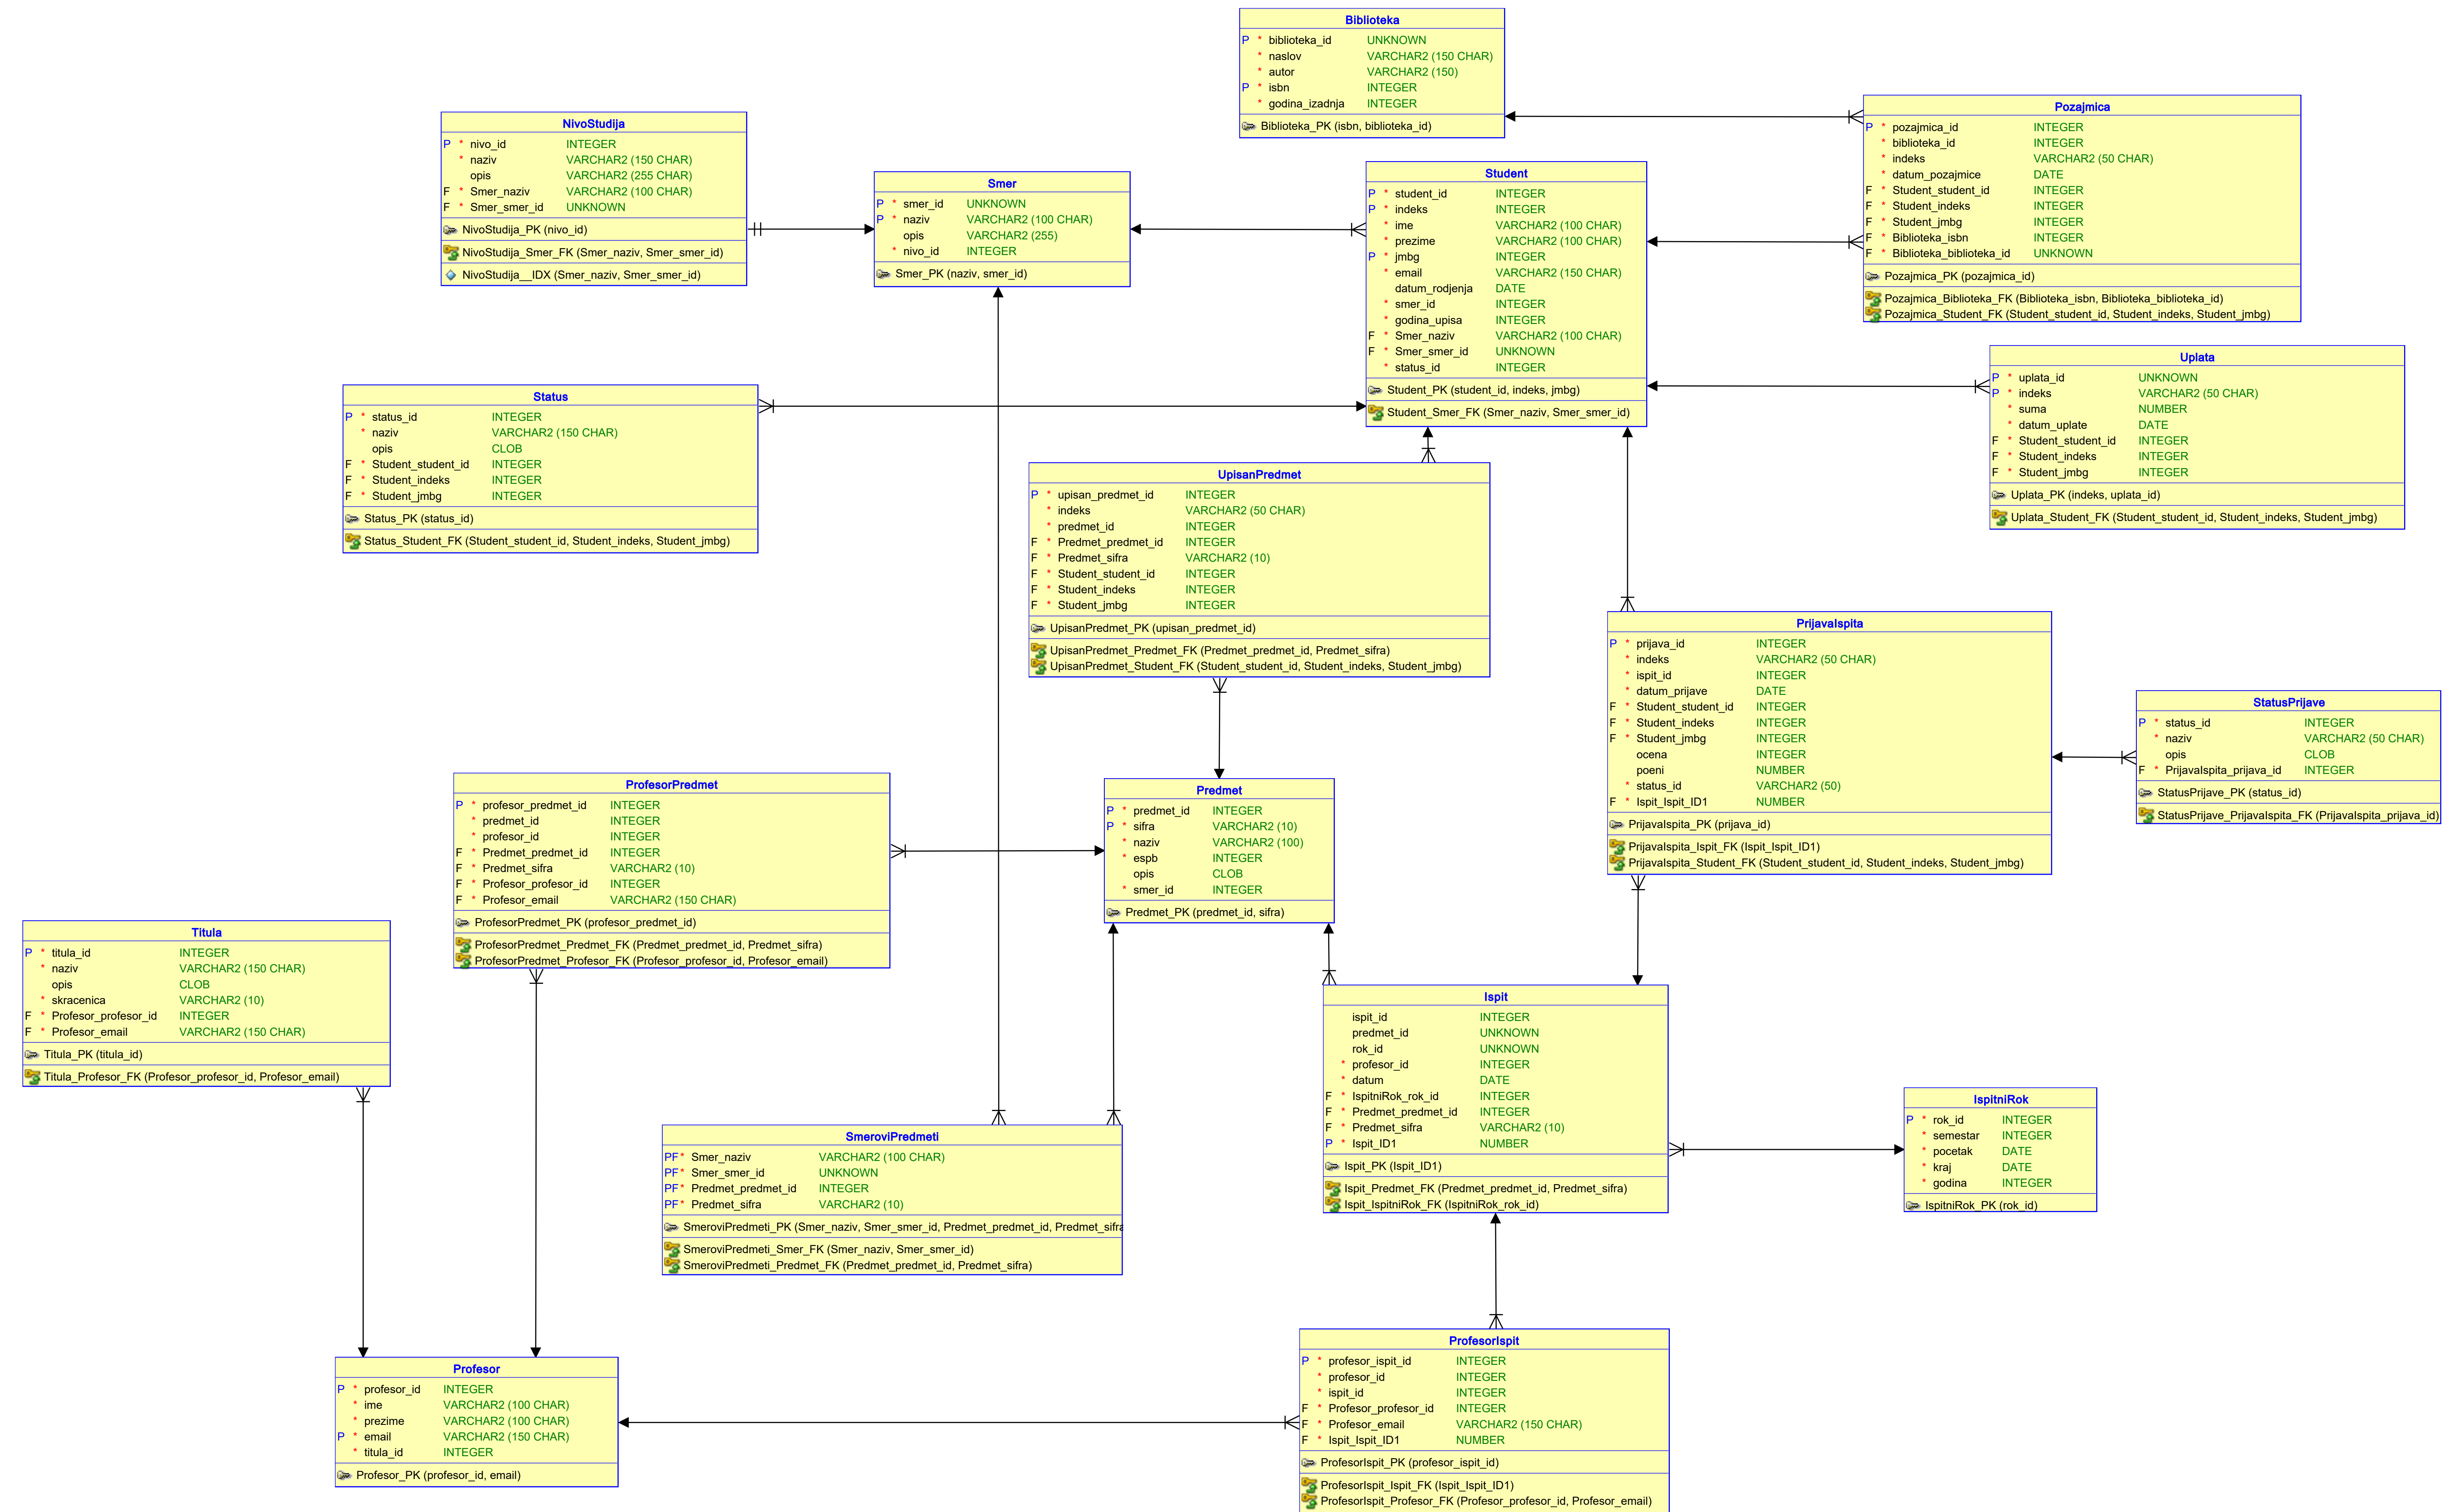 Biblioteka
P * biblioteka_id UNKNOWN
* naslov VARCHAR2 (150 CHAR)
* autor VARCHAR2 (150)
P * isbn INTEGER
* godina_izadnja INTEGER
Biblioteka_PK (isbn, biblioteka_id)
Pozajmica
P * pozajmica_id INTEGER
* biblioteka_id INTEGER
* indeks VARCHAR2 (50 CHAR)
* datum_pozajmice DATE
F * Student_student_id INTEGER
F * Student_indeks INTEGER
F * Student_jmbg INTEGER
F * Biblioteka_isbn INTEGER
F * Biblioteka_biblioteka_id UNKNOWN
Pozajmica_PK (pozajmica_id)
Pozajmica_Biblioteka_FK (Biblioteka_isbn, Biblioteka_biblioteka_id)
Pozajmica_Student_FK (Student_student_id, Student_indeks, Student_jmbg)
NivoStudija
P * nivo_id INTEGER
* naziv VARCHAR2 (150 CHAR)
opis VARCHAR2 (255 CHAR)
F * Smer_naziv VARCHAR2 (100 CHAR)
F * Smer_smer_id UNKNOWN
NivoStudija_PK (nivo_id)
NivoStudija_Smer_FK (Smer_naziv, Smer_smer_id)
NivoStudija__IDX (Smer_naziv, Smer_smer_id)
Smer
P * smer_id UNKNOWN
P * naziv VARCHAR2 (100 CHAR)
opis VARCHAR2 (255)
* nivo_id INTEGER
Smer_PK (naziv, smer_id)
Student
P * student_id INTEGER
P * indeks INTEGER
* ime VARCHAR2 (100 CHAR)
* prezime VARCHAR2 (100 CHAR)
P * jmbg INTEGER
* email VARCHAR2 (150 CHAR)
datum_rodjenja DATE
* smer_id INTEGER
* godina_upisa INTEGER
F * Smer_naziv VARCHAR2 (100 CHAR)
F * Smer_smer_id UNKNOWN
* status_id INTEGER
Student_PK (student_id, indeks, jmbg)
Student_Smer_FK (Smer_naziv, Smer_smer_id)
Uplata
P * uplata_id UNKNOWN
P * indeks VARCHAR2 (50 CHAR)
* suma NUMBER
* datum_uplate DATE
F * Student_student_id INTEGER
F * Student_indeks INTEGER
F * Student_jmbg INTEGER
Uplata_PK (indeks, uplata_id)
Uplata_Student_FK (Student_student_id, Student_indeks, Student_jmbg)
Status
P * status_id INTEGER
* naziv VARCHAR2 (150 CHAR)
opis CLOB
F * Student_student_id INTEGER
F * Student_indeks INTEGER
F * Student_jmbg INTEGER
Status_PK (status_id)
Status_Student_FK (Student_student_id, Student_indeks, Student_jmbg)
UpisanPredmet
P * upisan_predmet_id INTEGER
* indeks VARCHAR2 (50 CHAR)
* predmet_id INTEGER
F * Predmet_predmet_id INTEGER
F * Predmet_sifra VARCHAR2 (10)
F * Student_student_id INTEGER
F * Student_indeks INTEGER
F * Student_jmbg INTEGER
UpisanPredmet_PK (upisan_predmet_id)
UpisanPredmet_Predmet_FK (Predmet_predmet_id, Predmet_sifra)
UpisanPredmet_Student_FK (Student_student_id, Student_indeks, Student_jmbg)
PrijavaIspita
P * prijava_id INTEGER
* indeks VARCHAR2 (50 CHAR)
* ispit_id INTEGER
* datum_prijave DATE
F * Student_student_id INTEGER
F * Student_indeks INTEGER
F * Student_jmbg INTEGER
ocena INTEGER
poeni NUMBER
* status_id VARCHAR2 (50)
F * Ispit_Ispit_ID1 NUMBER
PrijavaIspita_PK (prijava_id)
PrijavaIspita_Ispit_FK (Ispit_Ispit_ID1)
PrijavaIspita_Student_FK (Student_student_id, Student_indeks, Student_jmbg)
StatusPrijave
P * status_id INTEGER
* naziv VARCHAR2 (50 CHAR)
opis CLOB
F * PrijavaIspita_prijava_id INTEGER
StatusPrijave_PK (status_id)
StatusPrijave_PrijavaIspita_FK (PrijavaIspita_prijava_id)
ProfesorPredmet
P * profesor_predmet_id INTEGER
* predmet_id INTEGER
* profesor_id INTEGER
F * Predmet_predmet_id INTEGER
F * Predmet_sifra VARCHAR2 (10)
F * Profesor_profesor_id INTEGER
F * Profesor_email VARCHAR2 (150 CHAR)
ProfesorPredmet_PK (profesor_predmet_id)
ProfesorPredmet_Predmet_FK (Predmet_predmet_id, Predmet_sifra)
ProfesorPredmet_Profesor_FK (Profesor_profesor_id, Profesor_email)
Predmet
P * predmet_id INTEGER
P * sifra VARCHAR2 (10)
* naziv VARCHAR2 (100)
* espb INTEGER
opis CLOB
* smer_id INTEGER
Predmet_PK (predmet_id, sifra)
Titula
P * titula_id INTEGER
* naziv VARCHAR2 (150 CHAR)
opis CLOB
* skracenica VARCHAR2 (10)
F * Profesor_profesor_id INTEGER
F * Profesor_email VARCHAR2 (150 CHAR)
Titula_PK (titula_id)
Titula_Profesor_FK (Profesor_profesor_id, Profesor_email)
Ispit
ispit_id INTEGER
predmet_id UNKNOWN
rok_id UNKNOWN
* profesor_id INTEGER
* datum DATE
F * IspitniRok_rok_id INTEGER
F * Predmet_predmet_id INTEGER
F * Predmet_sifra VARCHAR2 (10)
P * Ispit_ID1 NUMBER
Ispit_PK (Ispit_ID1)
Ispit_Predmet_FK (Predmet_predmet_id, Predmet_sifra)
Ispit_IspitniRok_FK (IspitniRok_rok_id)
IspitniRok
P * rok_id INTEGER
* semestar INTEGER
* pocetak DATE
* kraj DATE
* godina INTEGER
IspitniRok_PK (rok_id)
SmeroviPredmeti
PF * Smer_naziv VARCHAR2 (100 CHAR)
PF * Smer_smer_id UNKNOWN
PF * Predmet_predmet_id INTEGER
PF * Predmet_sifra VARCHAR2 (10)
SmeroviPredmeti_PK (Smer_naziv, Smer_smer_id, Predmet_predmet_id, Predmet_sifra
SmeroviPredmeti_Smer_FK (Smer_naziv, Smer_smer_id)
SmeroviPredmeti_Predmet_FK (Predmet_predmet_id, Predmet_sifra)
Profesor
P * profesor_id INTEGER
* ime VARCHAR2 (100 CHAR)
* prezime VARCHAR2 (100 CHAR)
P * email VARCHAR2 (150 CHAR)
* titula_id INTEGER
Profesor_PK (profesor_id, email)
ProfesorIspit
P * profesor_ispit_id INTEGER
* profesor_id INTEGER
* ispit_id INTEGER
F * Profesor_profesor_id INTEGER
F * Profesor_email VARCHAR2 (150 CHAR)
F * Ispit_Ispit_ID1 NUMBER
ProfesorIspit_PK (profesor_ispit_id)
ProfesorIspit_Ispit_FK (Ispit_Ispit_ID1)
ProfesorIspit_Profesor_FK (Profesor_profesor_id, Profesor_email)